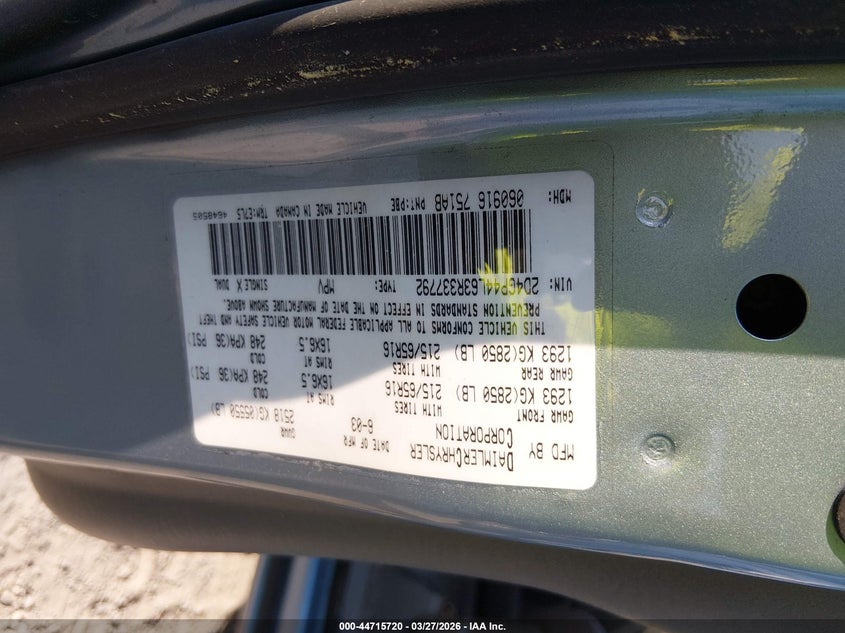 MFD BY DAIMLERCHRYSLER CORPORATION
DATE OF MFR 6-03
GVWR 2518 KG(05550 LB)
GAWR FRONT WITH TIRES RIMS AT COLD
1293 KG(2850 LB) 215/65R16 16X6.5 248 KPA(36 PSI)
GAWR REAR WITH TIRES RIMS AT COLD
1293 KG(2850 LB) 215/65R16 16X6.5 248 KPA(36 PSI)
THIS VEHICLE CONFORMS TO ALL APPLICABLE FEDERAL MOTOR VEHICLE SAFETY AND THEFT
PREVENTION STANDARDS IN EFFECT ON THE DATE OF MANUFACTURE SHOWN ABOVE.
VIN: 2D4GP44L63R337792 TYPE: MPV SINGLE X DUAL
MDH: 060916 751AB PNT:PBE VEHICLE MADE IN CANADA TRM:E7L5 4648505
000-44715720 | 03/27/2026 | IAA Inc.